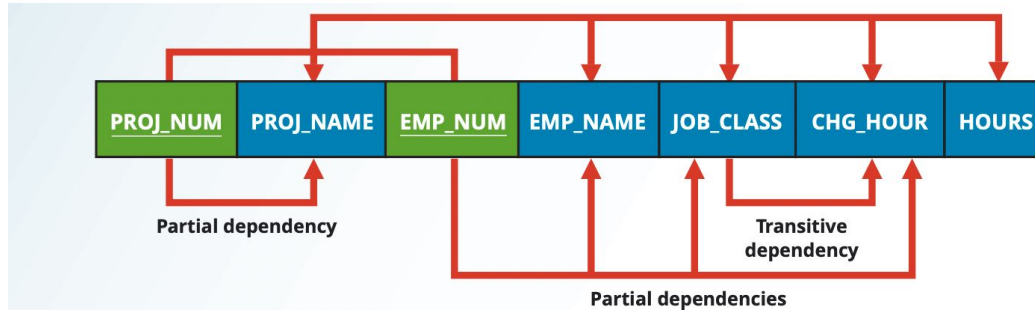 PROJ_NUM PROJ_NAME EMP_NUM EMP_NAME JOB_CLASS CHG_HOUR HOURS
Partial dependency
Transitive
dependency
Partial dependencies